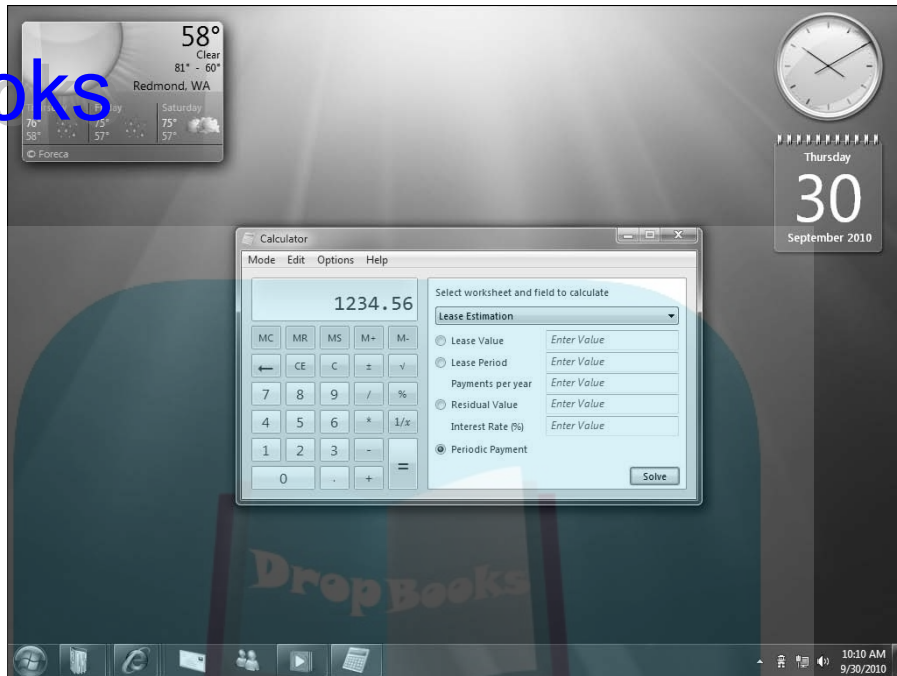 58°
Clear
81° - 60°
oks
Redmond, WA
Thursday Friday Saturday
76° 75° 75°
58° 57° 57°
© Foreca
Thursday
30
September 2010
Calculator
Mode Edit Options Help
1234.56
MC MR MS M+ M-
← CE C ± √
7 8 9 / %
4 5 6 * 1/x
1 2 3 -
0 . + =
Select worksheet and field to calculate
Lease Estimation
Lease Value Enter Value
Lease Period Enter Value
Payments per year Enter Value
Residual Value Enter Value
Interest Rate (%) Enter Value
Periodic Payment
Solve
DropBooks
10:10 AM
9/30/2010